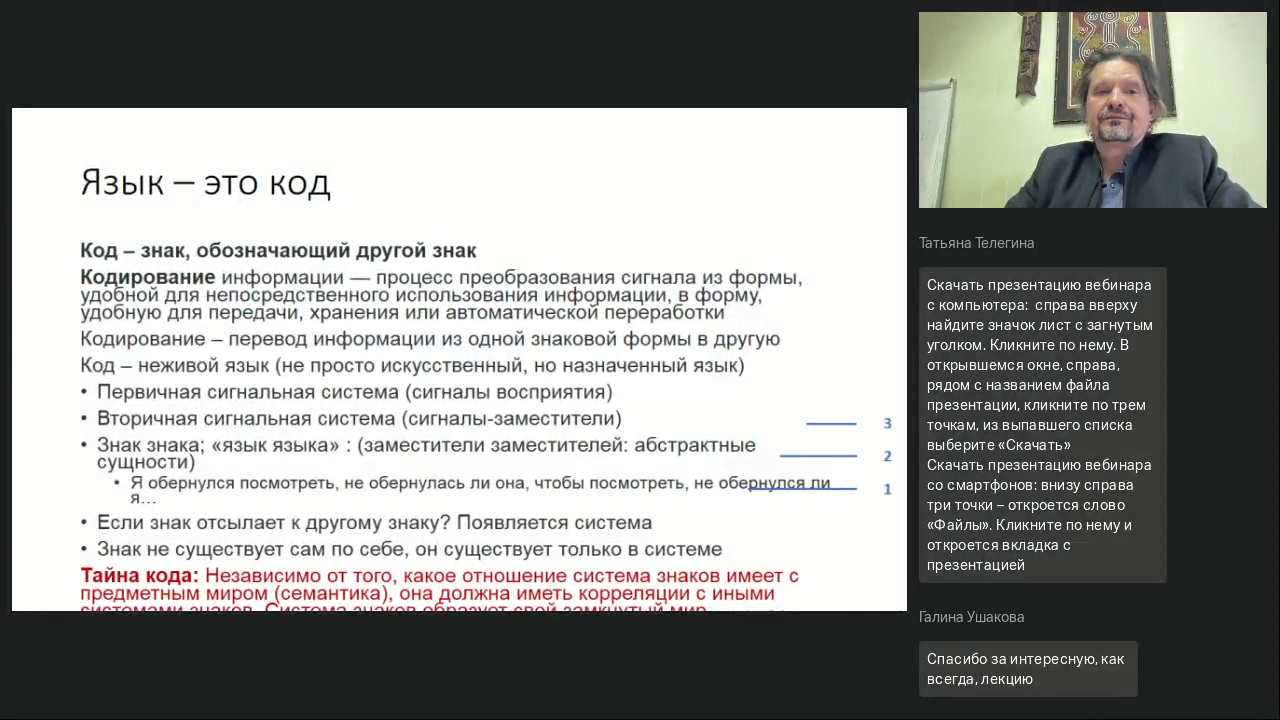 Язык – это код
Код – знак, обозначающий другой знак
Кодирование информации — процесс преобразования сигнала из формы,
удобной для непосредственного использования информации, в форму,
удобную для передачи, хранения или автоматической переработки
Кодирование – перевод информации из одной знаковой формы в другую
Код – неживой язык (не просто искусственный, но назначенный язык)
• Первичная сигнальная система (сигналы восприятия)
• Вторичная сигнальная система (сигналы-заместители)
• Знак знака; «язык языка» : (заместители заместителей: абстрактные
сущности)
• Я обернулся посмотреть, не обернулась ли она, чтобы посмотреть, не обернулся ли
я…
• Если знак отсылает к другому знаку? Появляется система
• Знак не существует сам по себе, он существует только в системе
Тайна кода: Независимо от того, какое отношение система знаков имеет с
предметным миром (семантика), она должна иметь корреляции с иными
системами знаков. Система знаков образует свой замкнутый мир
3
2
1
Татьяна Телегина
Скачать презентацию вебинара
с компьютера: справа вверху
найдите значок лист с загнутым
уголком. Кликните по нему. В
открывшемся окне, справа,
рядом с названием файла
презентации, кликните по трем
точкам, из выпавшего списка
выберите «Скачать»
Скачать презентацию вебинара
со смартфонов: внизу справа
три точки – откроется слово
«Файлы». Кликните по нему и
откроется вкладка с
презентацией
Галина Ушакова
Спасибо за интересную, как
всегда, лекцию